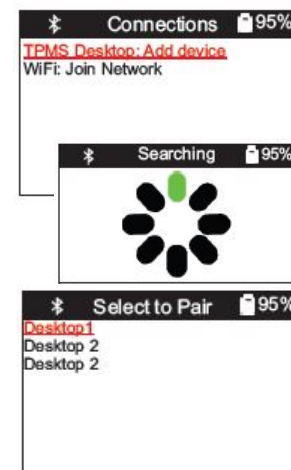 Connections 95%
TPMS Desktop: Add device
WiFi: Join Network
Searching 95%
Select to Pair 95%
Desktop1
Desktop 2
Desktop 2